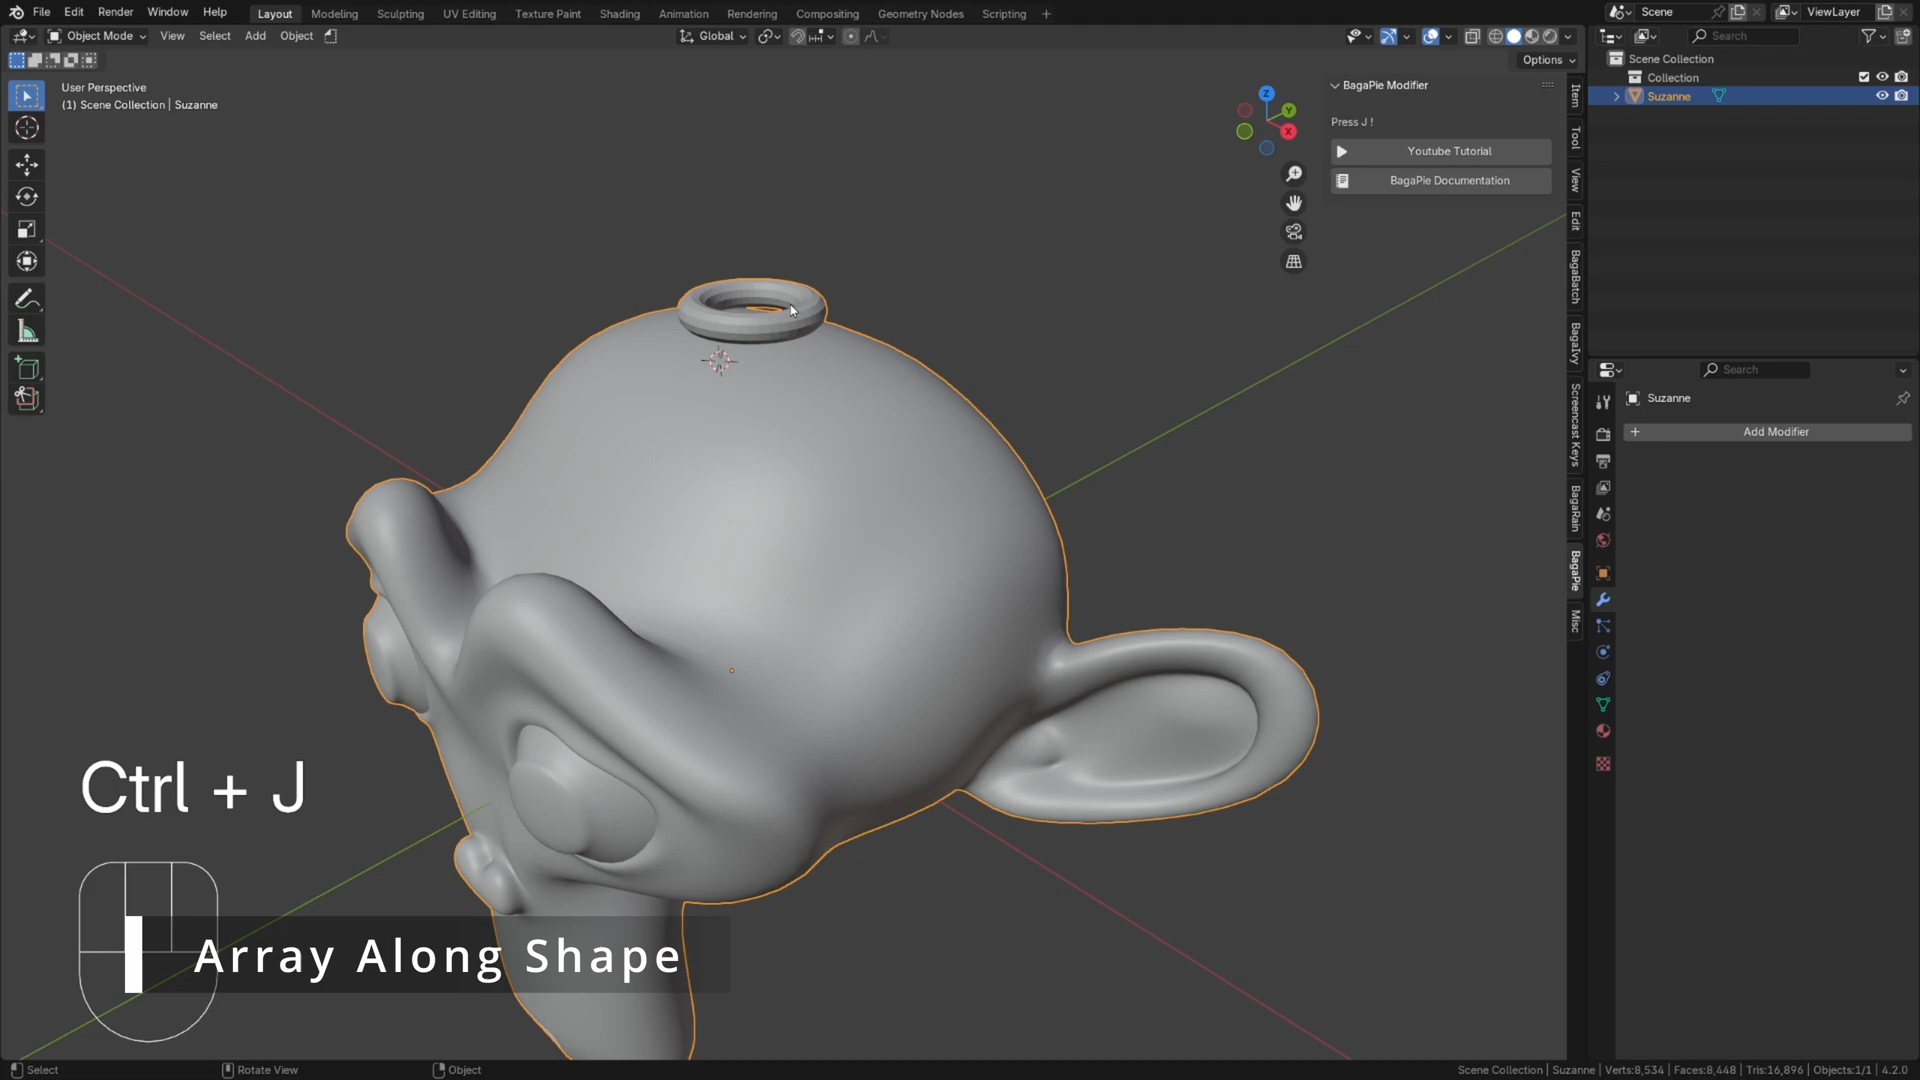 File Edit Render Window Help Layout Modeling Sculpting UV Editing Texture Paint Shading Animation Rendering Compositing Geometry Nodes Scripting + Scene ViewLayer
Object Mode View Select Add Object Global Search
Options
User Perspective
(1) Scene Collection | Suzanne
Z
Y
X
BagaPie Modifier
Press J !
Youtube Tutorial
BagaPie Documentation
Item
Tool
View
Edit
BagaBatch
BagaIvy
Screencast Keys
BagaRain
BagaPie
Misc
Scene Collection
Collection
Suzanne
Search
Suzanne
+ Add Modifier
Ctrl + J
Array Along Shape
Select Rotate View Object Scene Collection | Suzanne | Verts:8,534 | Faces:8,448 | Tris:16,896 | Objects:1/1 | 4.2.0